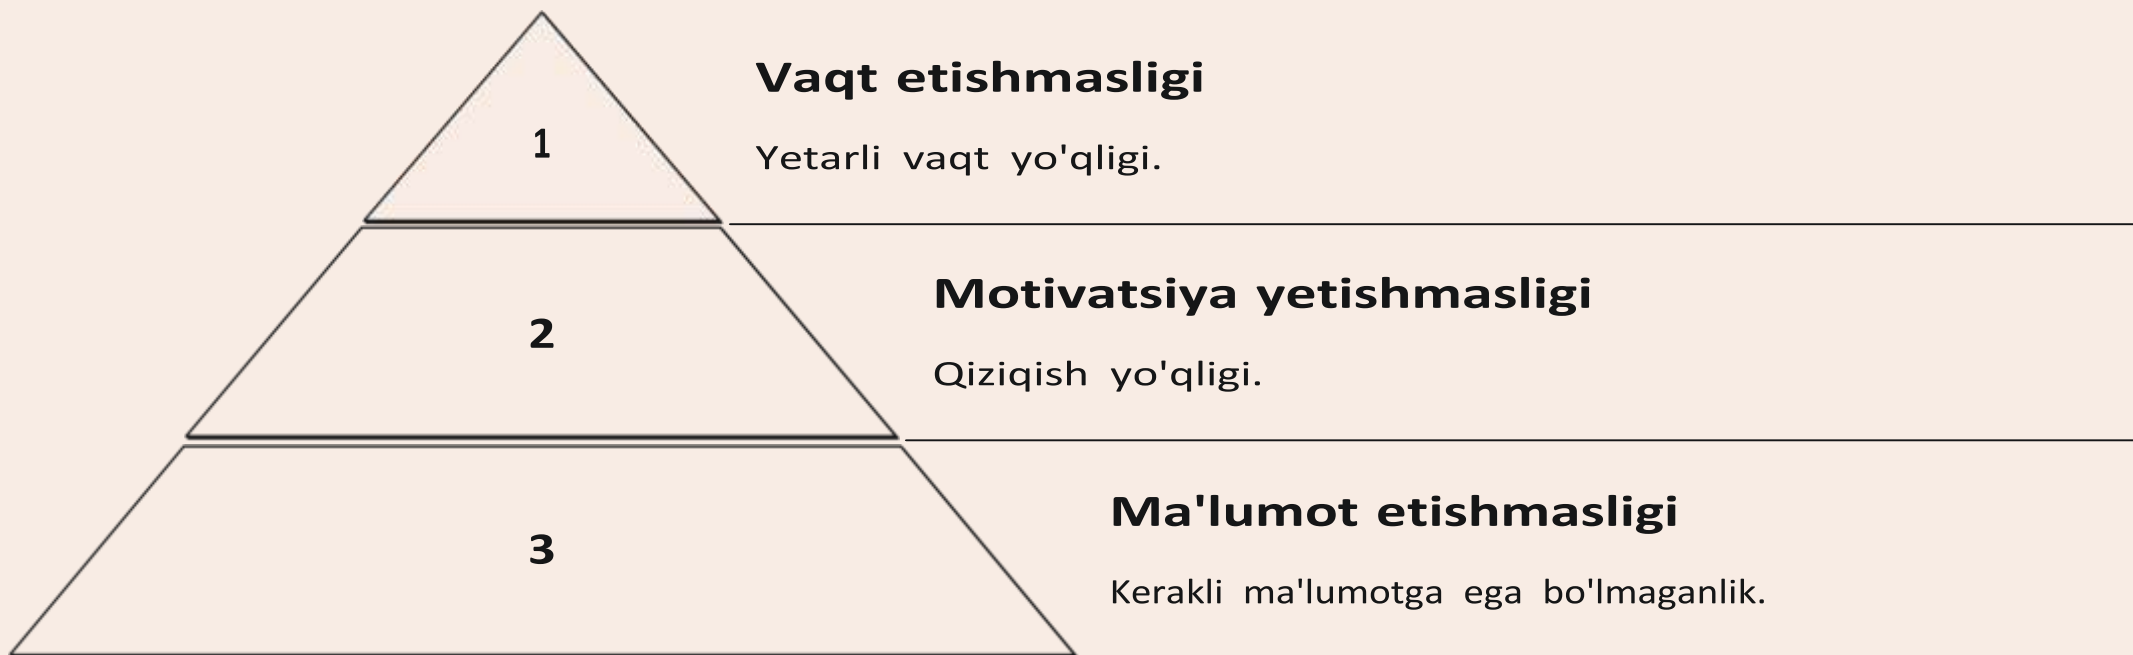 1
Vaqt etishmasligi
Yetarli vaqt yo'qligi.
2
Motivatsiya yetishmasligi
Qiziqish yo'qligi.
3
Ma'lumot etishmasligi
Kerakli ma'lumotga ega bo'lmaganlik.